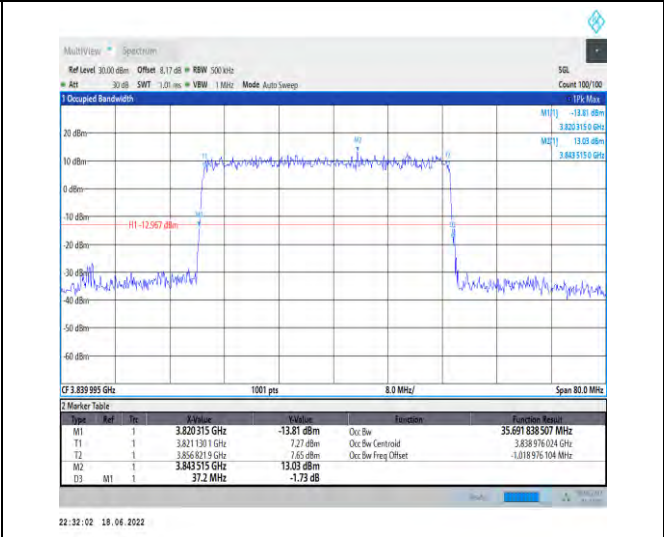 MultiView Spectrum
Ref Level 30.00 dBm Offset 8.17 dB RBW 500 kHz SGL
Att 30 dB SWT 1.01 ms VBW 1 MHz Mode Auto Sweep Count 100/100
1 Occupied Bandwidth 1Pk Max
M1[1] -13.81 dBm
3.820 315 0 GHz
M2[1] 13.03 dBm
3.843 515 0 GHz
20 dBm
M2
T1
T2
10 dBm
0 dBm
-10 dBm
M1
H1 -12.967 dBm
D3
-20 dBm
-30 dBm
-40 dBm
-50 dBm
-60 dBm
CF 3.839 995 GHz 1001 pts 8.0 MHz/ Span 80.0 MHz
2 Marker Table
Type Ref Trc X-Value Y-Value Function Function Result
M1 1 3.820 315 GHz -13.81 dBm Occ Bw 35.691 838 507 MHz
T1 1 3.821 130 1 GHz 7.27 dBm Occ Bw Centroid 3.838 976 024 GHz
T2 1 3.856 821 9 GHz 7.65 dBm Occ Bw Freq Offset -1.018 976 104 MHz
M2 1 3.843 515 GHz 13.03 dBm
D3 M1 1 37.2 MHz -1.73 dB
22:32:02 18.06.2022